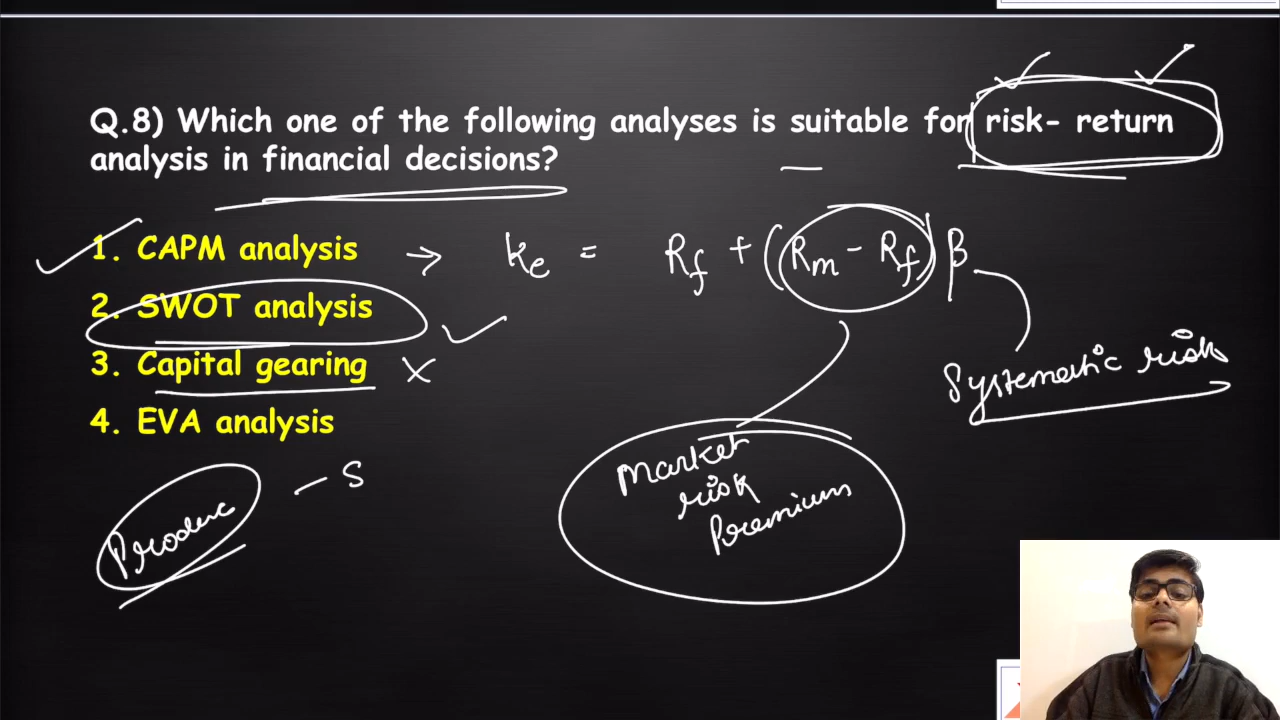 Q.8) Which one of the following analyses is suitable for risk- return
analysis in financial decisions?
1. CAPM analysis → ke = Rf + (Rm - Rf) β
2. SWOT analysis
3. Capital gearing ×
4. EVA analysis
Systematic risk
Market
risk
Premium
Produc - S